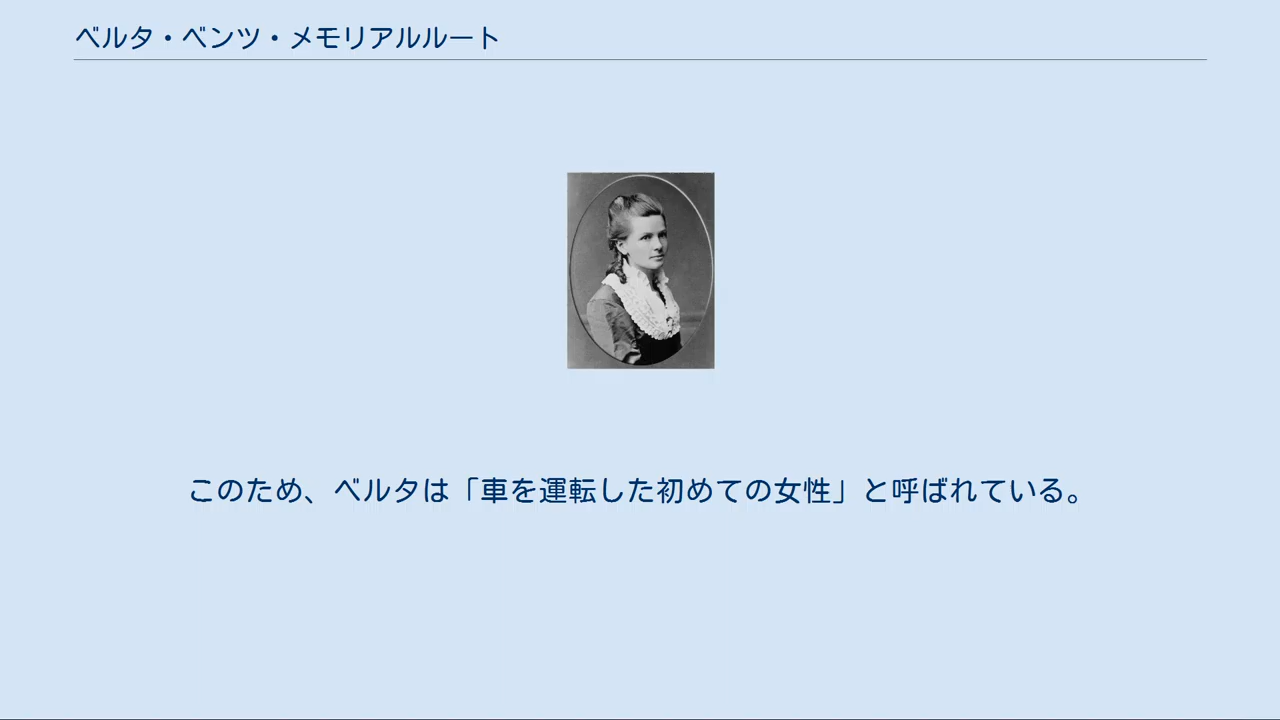 ベルタ・ベンツ・メモリアルルート
このため、ベルタは「車を運転した初めての女性」と呼ばれている。